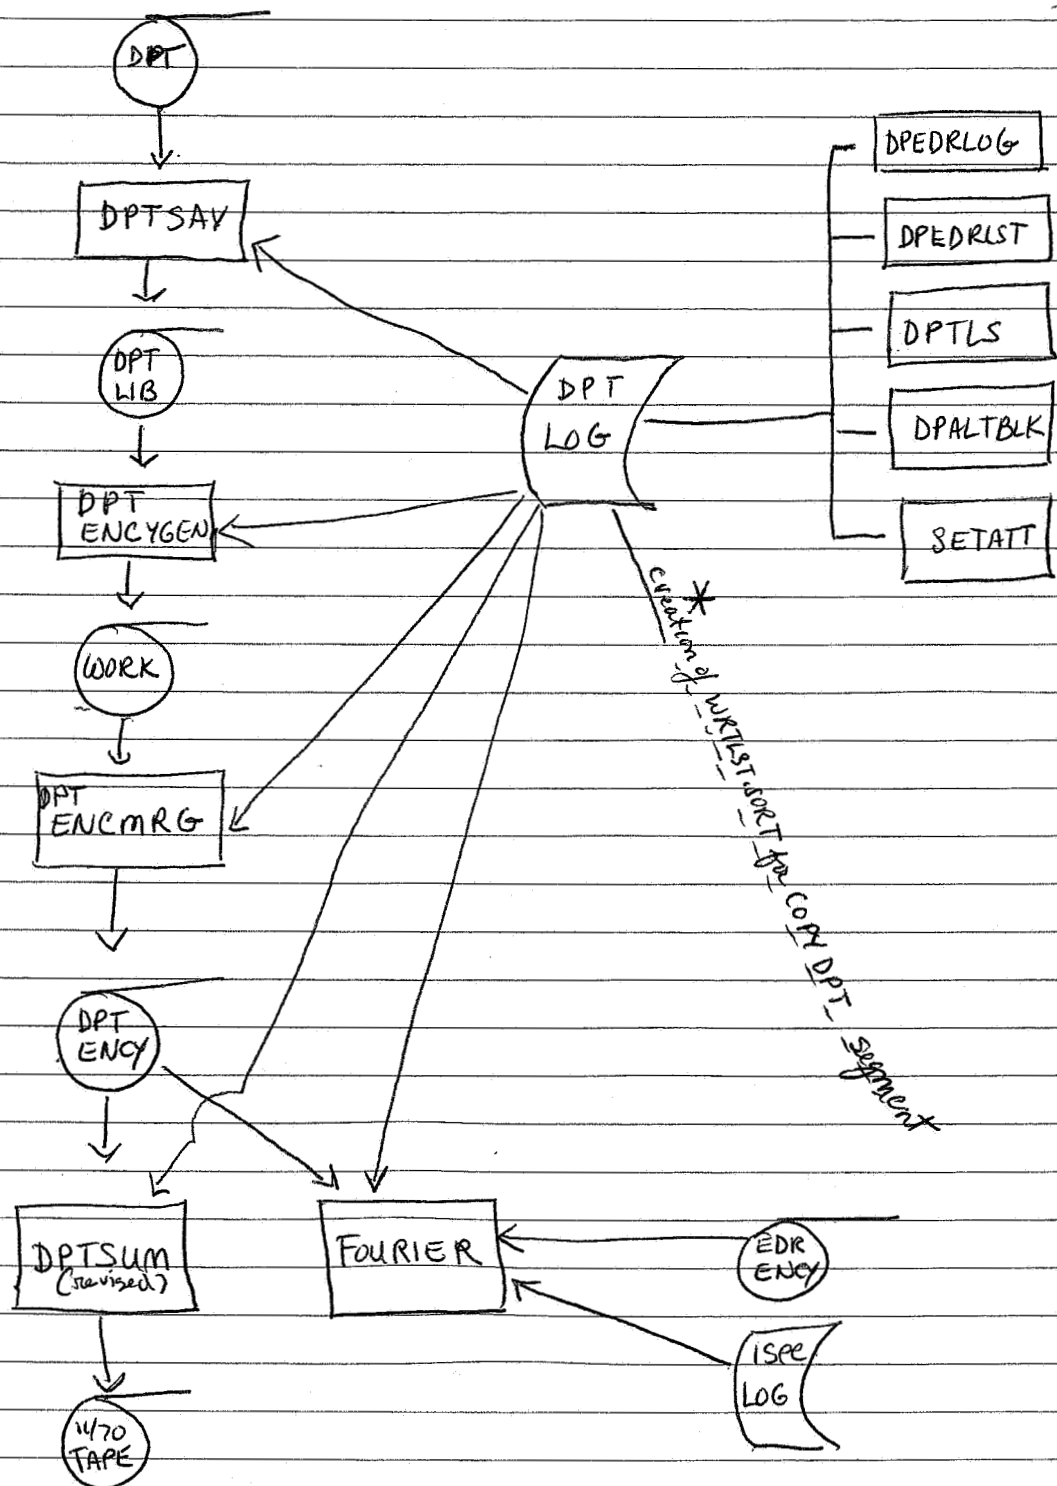 DPT
DPTSAV
DPT
LIB
DPT
ENCYGEN
WORK
DPT
ENCMRG
DPT
ENCY
DPTSUM
(revised)
11/70
TAPE
DPT
LOG
*
creation of WRTLST.SORT for COPY DPT segment
FOURIER
EDR
ENCY
ISEE
LOG
DPEDRLOG
DPEDRLST
DPTLS
DPALTBLK
SETATT